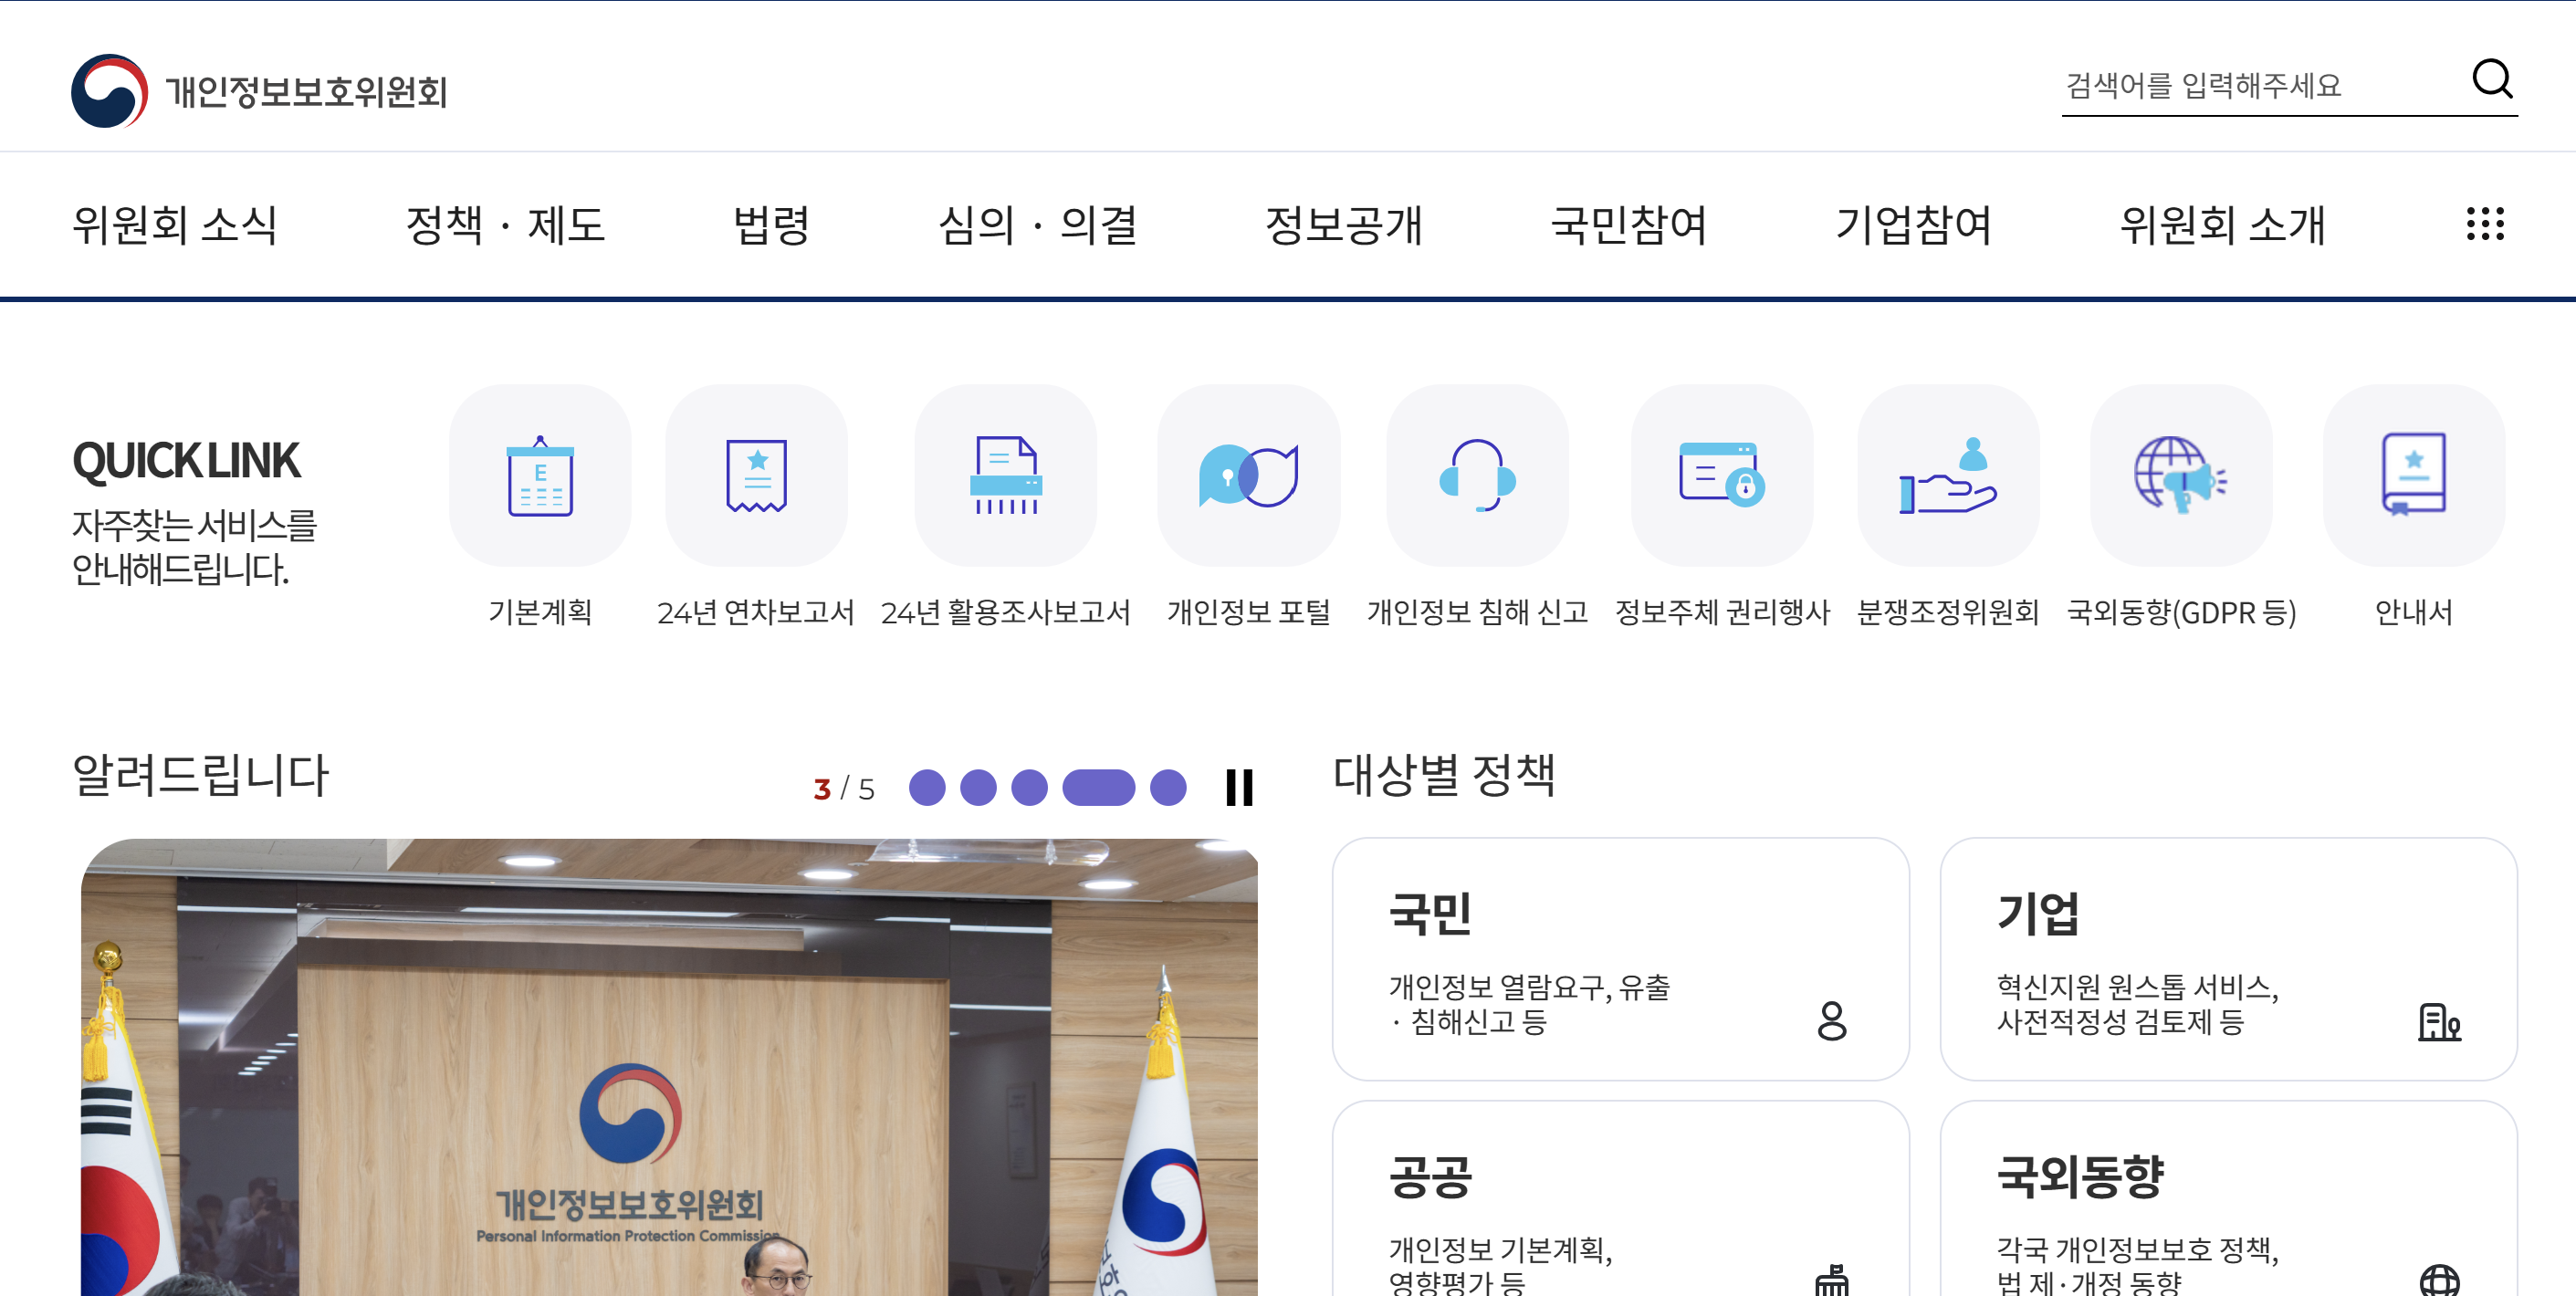 개인정보보호위원회
검색어를 입력해주세요
위원회 소식 정책 · 제도 법령 심의 · 의결 정보공개 국민참여 기업참여 위원회 소개
QUICK LINK
자주찾는 서비스를
안내해드립니다.
E
기본계획 24년 연차보고서 24년 활용조사보고서 개인정보 포털 개인정보 침해 신고 정보주체 권리행사 분쟁조정위원회 국외동향(GDPR 등) 안내서
알려드립니다
3 / 5
개인정보보호위원회
Personal Information Protection Commission
대상별 정책
국민
개인정보 열람요구, 유출
· 침해신고 등
기업
혁신지원 원스톱 서비스,
사전적정성 검토제 등
공공
개인정보 기본계획,
영향평가 등
국외동향
각국 개인정보보호 정책,
법 제·개정 동향